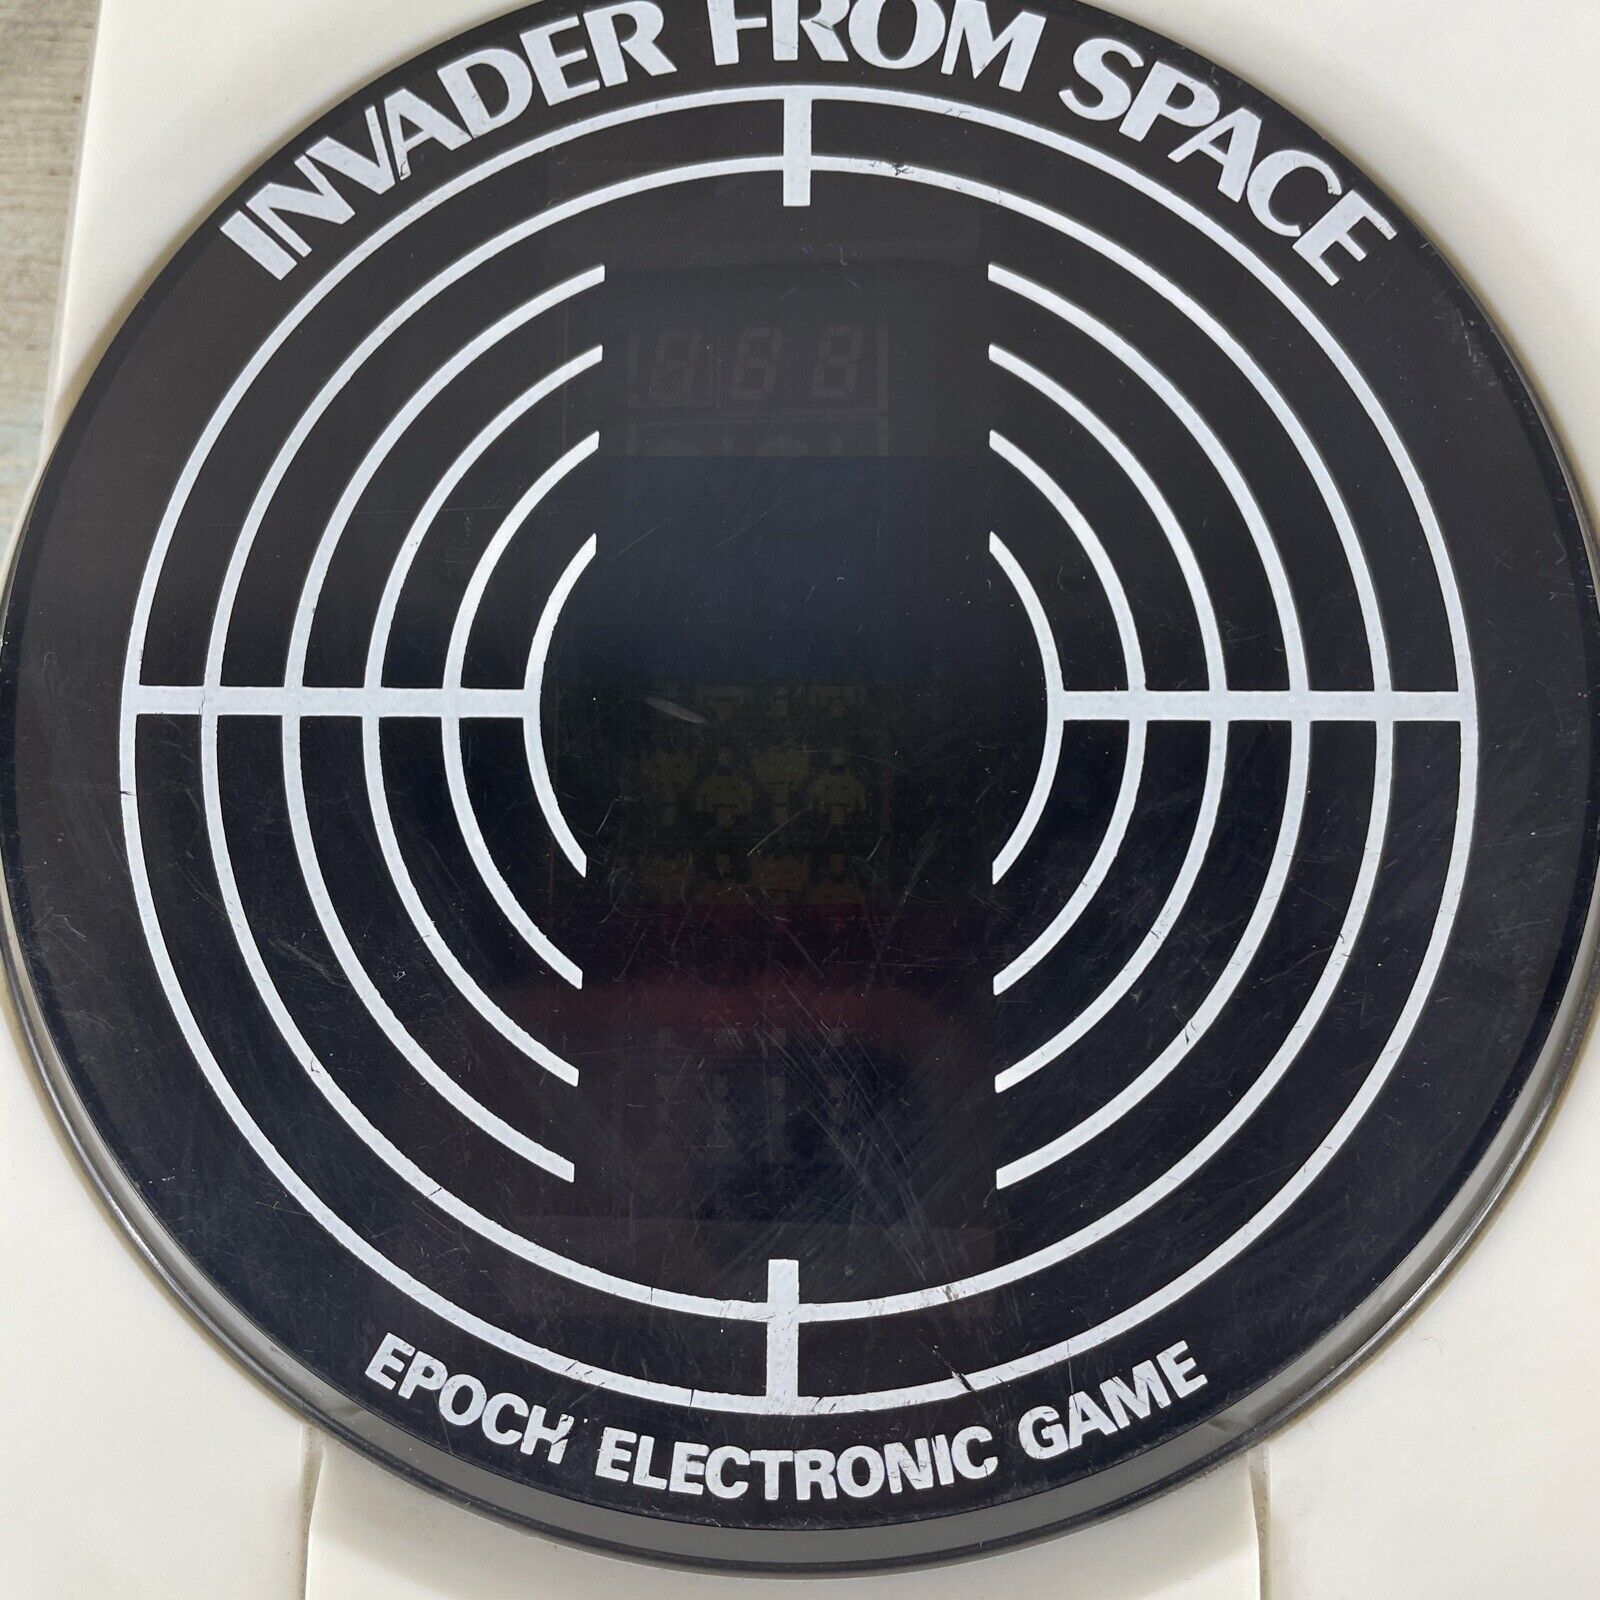 INVADER FROM SPACE
EPOCH ELECTRONIC GAME